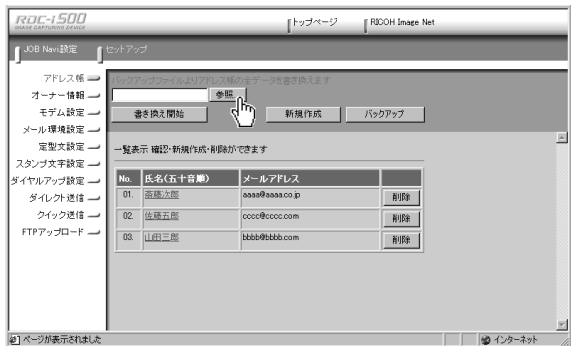 RDC-i500
IMAGE CAPTURING DEVICE
トップページ
RICOH Image Net
JOB Navi設定
セットアップ
アドレス帳
バックアップファイルよりアドレス帳の全データを書き換えます
オーナー情報
参照...
モデム設定
書き換え開始
新規作成
バックアップ
メール環境設定
定型文設定
一覧表示 確認・新規作成・削除ができます
スタンプ文字設定
ダイヤルアップ設定
No. 氏名(五十音順) メールアドレス
ダイレクト送信
01. 斎藤次郎 aaaa@aaaa.co.jp 削除
クイック送信
02. 佐藤五郎 cccc@cccc.com 削除
FTPアップロード
03. 山田三郎 bbbb@bbbb.com 削除
ページが表示されました
インターネット